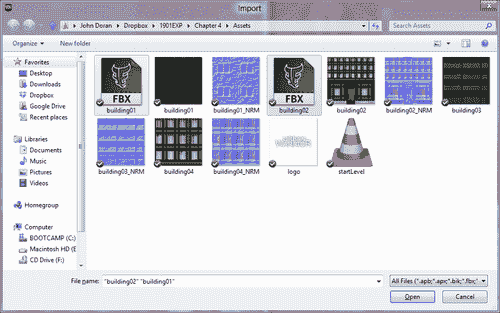 Import
John Doran
Dropbox
1901EXP
Chapter 4
Assets
Search Assets
Organize
New folder
Favorites
Desktop
Downloads
Dropbox
Google Drive
Recent places
Libraries
Documents
Music
Pictures
Videos
Homegroup
Computer
BOOTCAMP (C:)
Macintosh HD (E
CD Drive (F:)
FBX
building01
building01
building01_NRM
FBX
building02
building02
building02_NRM
building03
building03_NRM
building04
building04_NRM
logo
startLevel
File name:
"building02" "building01"
All Files (*.apb;*.apx;*.bik;*.fbx;
Open
Cancel